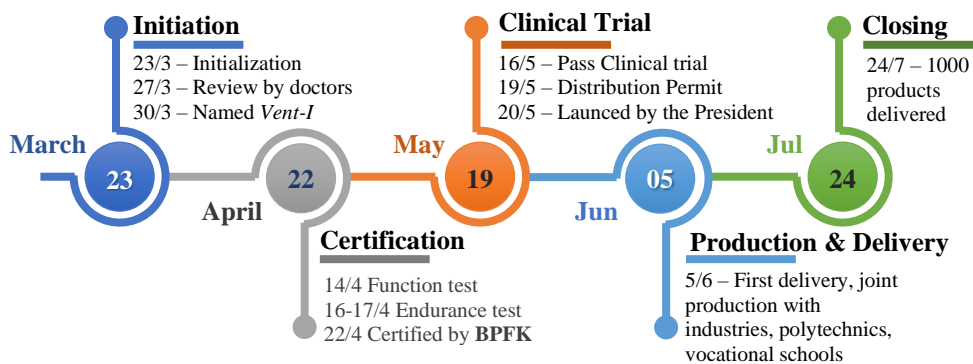 Initiation
23/3 – Initialization
27/3 – Review by doctors
30/3 – Named Vent-I
March
23
April
22
Certification
14/4 Function test
16-17/4 Endurance test
22/4 Certified by BPFK
Clinical Trial
16/5 – Pass Clinical trial
19/5 – Distribution Permit
20/5 – Launced by the President
May
19
Jun
05
Production & Delivery
5/6 – First delivery, joint
production with
industries, polytechnics,
vocational schools
Closing
24/7 – 1000
products
delivered
Jul
24